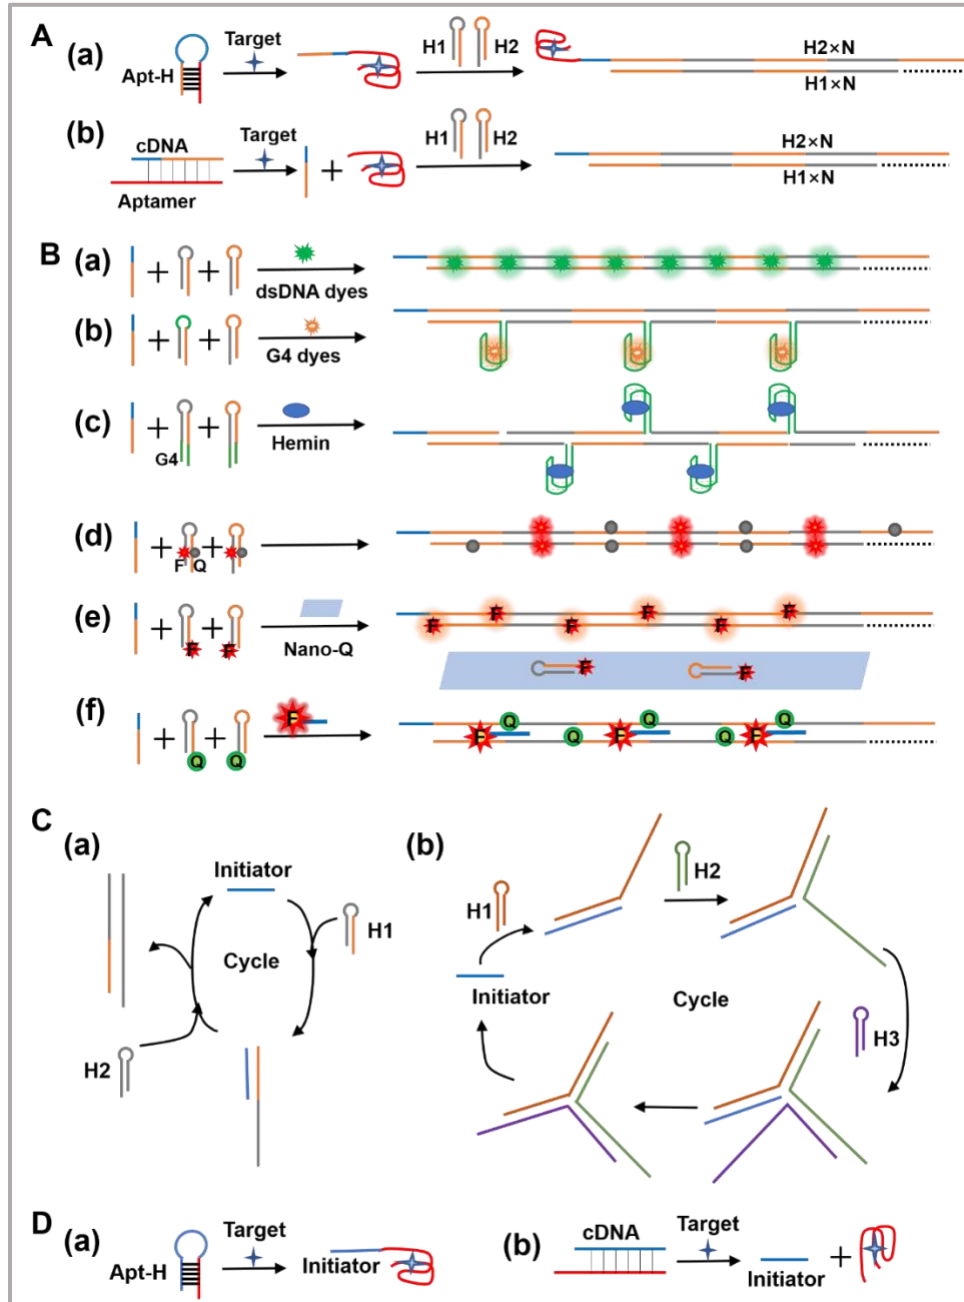 A
(a)
Apt-H
Target
H1
H2
H2×N
H1×N
(b)
cDNA
Aptamer
Target
+
H1
H2
H2×N
H1×N
B
(a)
+ +
dsDNA dyes
(b)
+ +
G4 dyes
(c)
+ +
G4
Hemin
(d)
+ +
F Q
(e)
+ +
F F
Nano-Q
F F F F F F
F F
(f)
+ +
Q Q
F
Q Q Q
F F F
Q Q
C
(a)
Initiator
H1
Cycle
H2
(b)
H1
H2
Initiator
Cycle
H3
D
(a)
Apt-H
Target
Initiator
(b)
cDNA
Target
Initiator
+